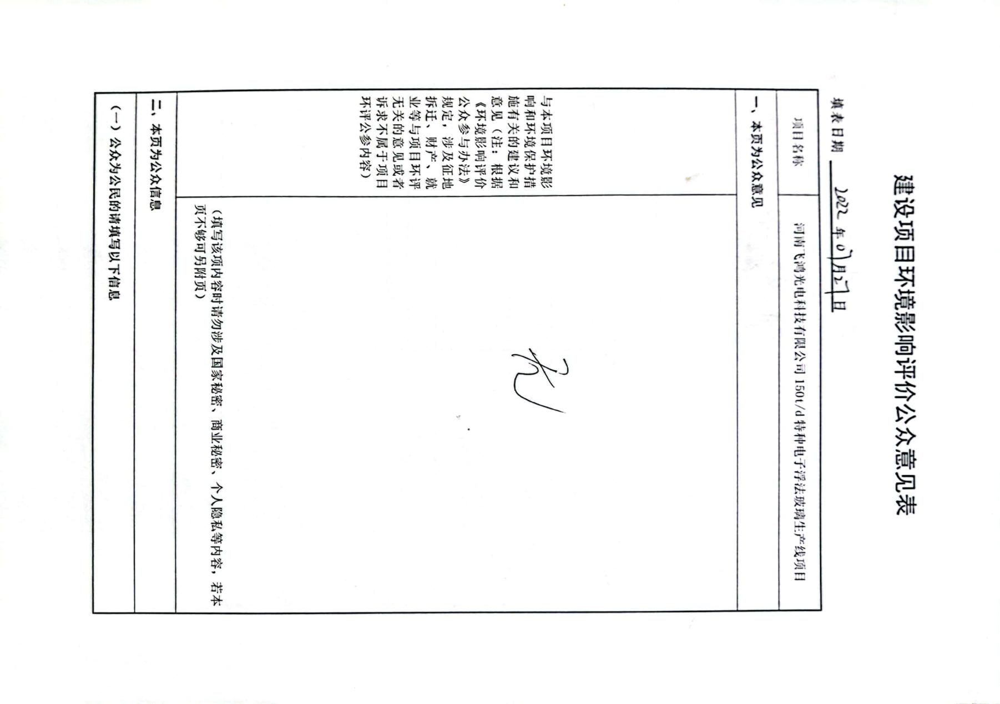 建设项目环境影响评价公众意见表
填表日期 2022年07月27日
项目名称
河南飞鸿光电科技有限公司150t/d特种电子浮法玻璃生产线项目
一、本页为公众意见
与本项目环境影
响和环境保护措
施有关的建议和
意见（注：根据
《环境影响评价
公众参与办法》
规定，涉及征地
拆迁、财产、就
业等与项目环评
无关的意见或者
诉求不属于项目
环评公参内容）
无
（填写该项内容时请勿涉及国家秘密、商业秘密、个人隐私等内容，若本
页不够可另附页）
二、本页为公众信息
（一）公众为公民的请填写以下信息